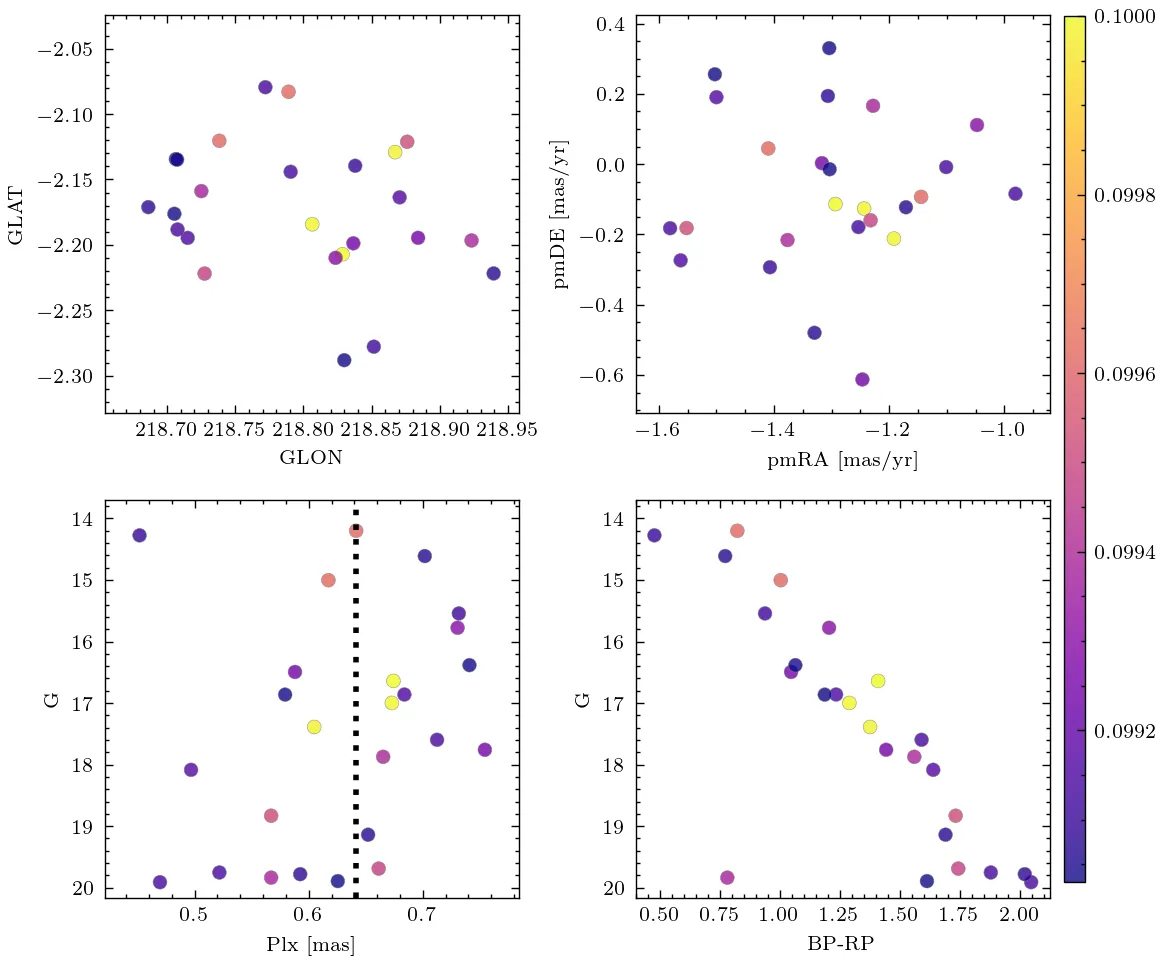 −2.05
−2.10
−2.15
−2.20
−2.25
−2.30
GLAT
218.70 218.75 218.80 218.85 218.90 218.95
GLON
0.4
0.2
0.0
−0.2
−0.4
−0.6
pmDE [mas/yr]
−1.6 −1.4 −1.2 −1.0
pmRA [mas/yr]
0.1000
0.0998
0.0996
0.0994
0.0992
14
15
16
17
18
19
20
G
0.5 0.6 0.7
Plx [mas]
14
15
16
17
18
19
20
G
0.50 0.75 1.00 1.25 1.50 1.75 2.00
BP-RP